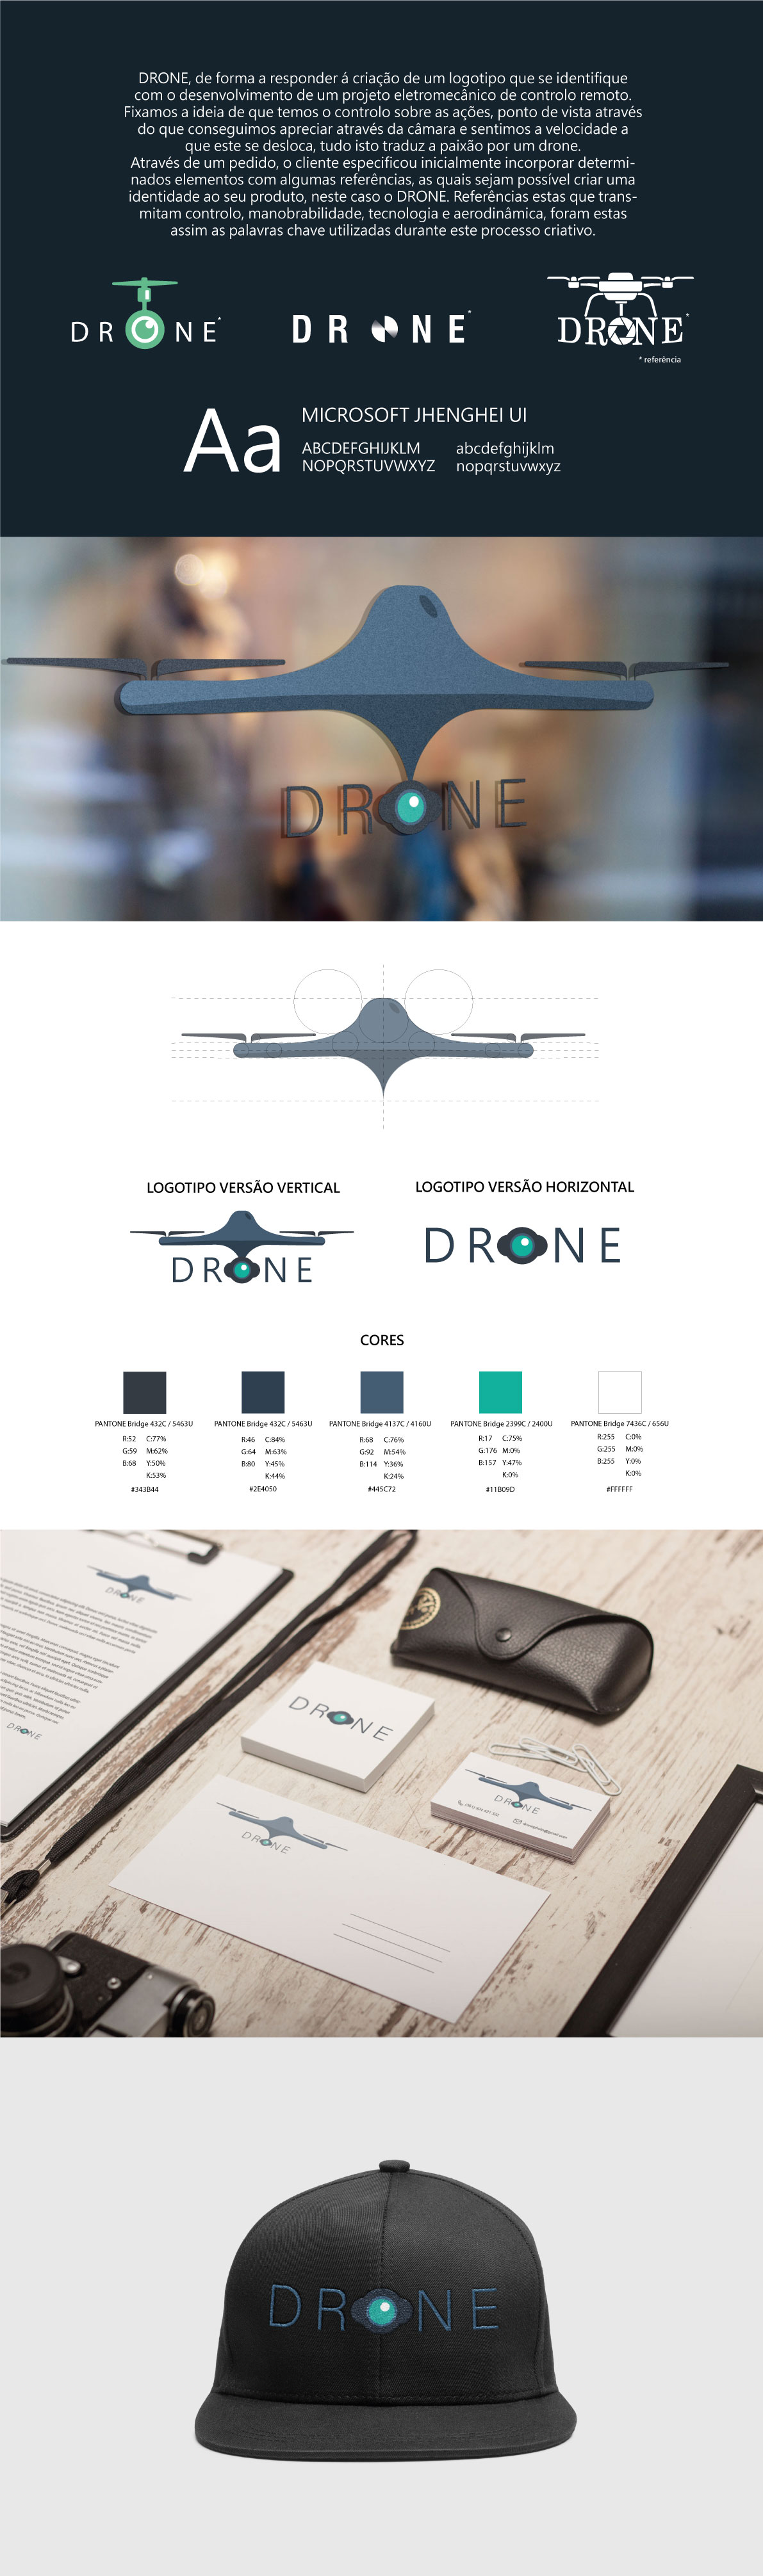 DRONE, de forma a responder á criação de um logotipo que se identifique
com o desenvolvimento de um projeto eletromecânico de controlo remoto.
Fixamos a ideia de que temos o controlo sobre as ações, ponto de vista através
do que conseguimos apreciar através da câmara e sentimos a velocidade a
que este se desloca, tudo isto traduz a paixão por um drone.
Através de um pedido, o cliente especificou inicialmente incorporar determi-
nados elementos com algumas referências, as quais sejam possível criar uma
identidade ao seu produto, neste caso o DRONE. Referências estas que trans-
mitam controlo, manobrabilidade, tecnologia e aerodinâmica, foram estas
assim as palavras chave utilizadas durante este processo criativo.
DRONE*
DRONE*
DRONE*
* referência
Aa
MICROSOFT JHENGHEI UI
ABCDEFGHIJKLM abcdefghijklm
NOPQRSTUVWXYZ nopqrstuvwxyz
DRONE
LOGOTIPO VERSÃO VERTICAL
LOGOTIPO VERSÃO HORIZONTAL
DRONE
DRONE
CORES
PANTONE Bridge 432C / 5463U
R:52 C:77%
G:59 M:62%
B:68 Y:50%
K:53%
#343B44
PANTONE Bridge 432C / 5463U
R:46 C:84%
G:64 M:63%
B:80 Y:45%
K:44%
#2E4050
PANTONE Bridge 4137C / 4160U
R:68 C:76%
G:92 M:54%
B:114 Y:36%
K:24%
#445C72
PANTONE Bridge 2399C / 2400U
R:17 C:75%
G:176 M:0%
B:157 Y:47%
K:0%
#11B09D
PANTONE Bridge 7436C / 656U
R:255 C:0%
G:255 M:0%
B:255 Y:0%
K:0%
#FFFFFF
DRONE
DRONE
DRONE
DRONE
DRONE
DRONE